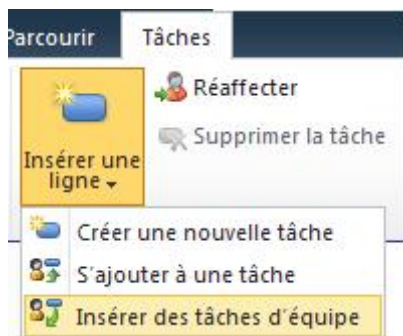 Parcourir Tâches
Réaffecter
Supprimer la tâche
Insérer une
ligne
Créer une nouvelle tâche
S'ajouter à une tâche
Insérer des tâches d'équipe